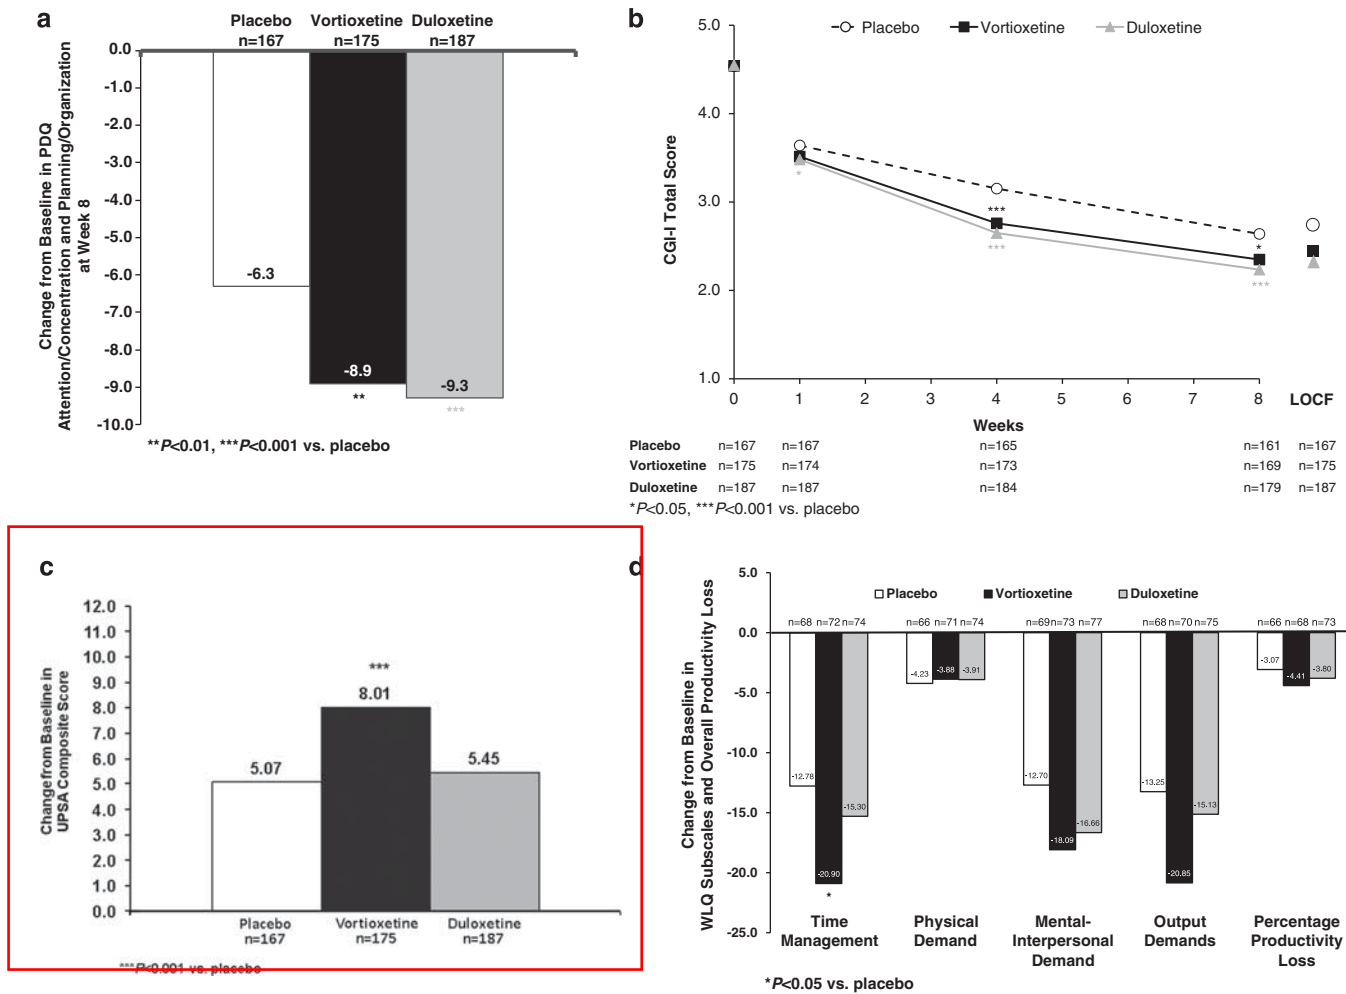 a
Placebo Vortioxetine Duloxetine
n=167 n=175 n=187
0.0
-1.0
-2.0
-3.0
-4.0
-5.0
-6.0
-7.0
-8.0
-9.0
-10.0
Change from Baseline in PDQ
Attention/Concentration and Planning/Organization
at Week 8
-6.3
-8.9
-9.3
**
***
**P<0.01, ***P<0.001 vs. placebo
b
Placebo Vortioxetine Duloxetine
5.0
4.0
3.0
2.0
1.0
CGI-I Total Score
*
***
***
*
***
0 1 2 3 4 5 6 7 8 LOCF
Weeks
Placebo n=167 n=167 n=165 n=161 n=167
Vortioxetine n=175 n=174 n=173 n=169 n=175
Duloxetine n=187 n=187 n=184 n=179 n=187
*P<0.05, ***P<0.001 vs. placebo
c
12.0
11.0
10.0
9.0
8.0
7.0
6.0
5.0
4.0
3.0
2.0
1.0
0.0
Change from Baseline in
UPSA Composite Score
***
5.07
8.01
5.45
Placebo Vortioxetine Duloxetine
n=167 n=175 n=187
***P<0.001 vs. placebo
d
5.0
0.0
-5.0
-10.0
-15.0
-20.0
-25.0
Change from Baseline in
WLQ Subscales and Overall Productivity Loss
Placebo Vortioxetine Duloxetine
n=68 n=72 n=74 n=66 n=71 n=74 n=69 n=73 n=77 n=68 n=70 n=75 n=66 n=68 n=73
-12.78 -20.90 -15.30
-4.23 -3.88 -3.91
-12.70 -18.09 -16.66
-13.25 -20.85 -15.13
-3.07 -4.41 -3.80
*
Time
Management
Physical
Demand
Mental-
Interpersonal
Demand
Output
Demands
Percentage
Productivity
Loss
*P<0.05 vs. placebo